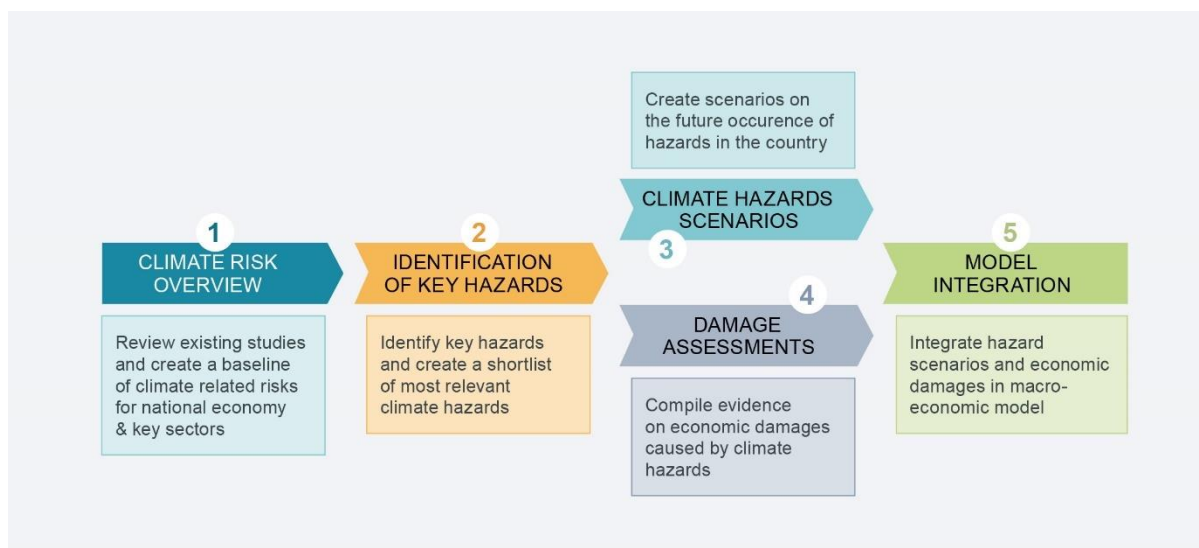 1
CLIMATE RISK
OVERVIEW
Review existing studies
and create a baseline
of climate related risks
for national economy
& key sectors
2
IDENTIFICATION
OF KEY HAZARDS
Identify key hazards
and create a shortlist
of most relevant
climate hazards
Create scenarios on
the future occurence of
hazards in the country
CLIMATE HAZARDS
SCENARIOS
3
4
DAMAGE
ASSESSMENTS
Compile evidence
on economic damages
caused by climate
hazards
5
MODEL
INTEGRATION
Integrate hazard
scenarios and economic
damages in macro-
economic model